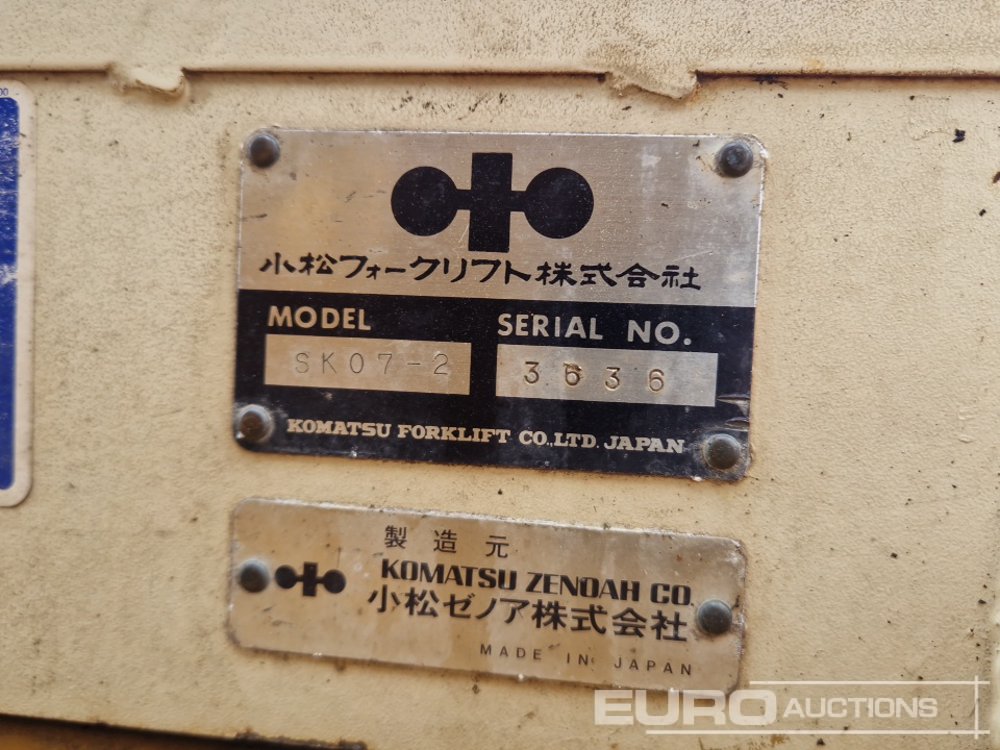 小松フォークリフト株式会社
MODEL SERIAL NO.
SK07-2 3636
KOMATSU FORKLIFT CO.,LTD. JAPAN
製造元
KOMATSU ZENOAH CO
小松ゼノア株式会社
MADE IN JAPAN
EURO AUCTIONS